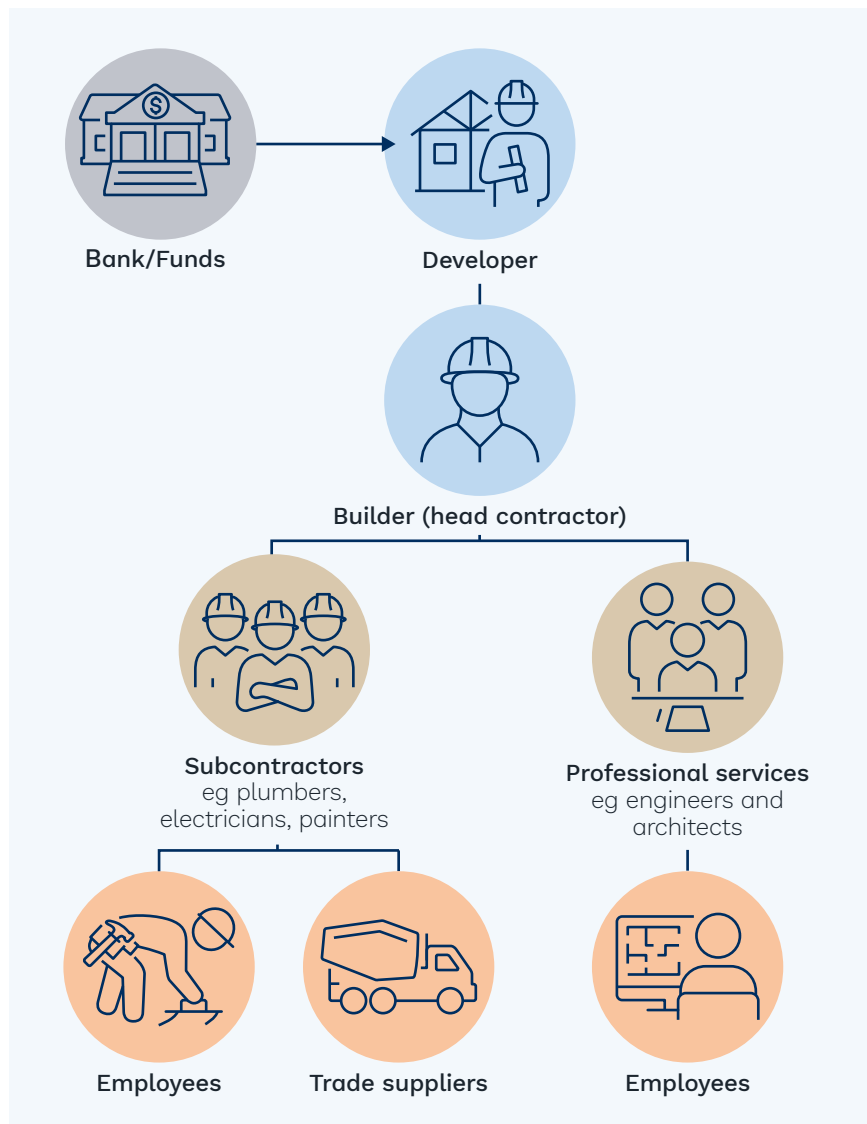 $
Bank/Funds
Developer
Builder (head contractor)
Subcontractors
eg plumbers,
electricians, painters
Professional services
eg engineers and
architects
Employees
Trade suppliers
Employees